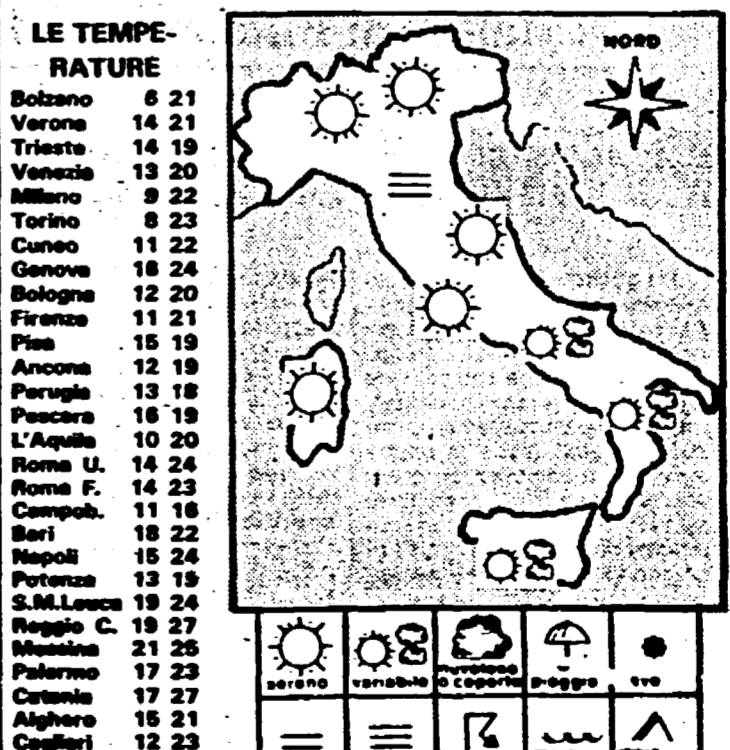 LE TEMPE-
RATURE
Bolzano 6 21
Verona 14 21
Trieste 14 19
Venezia 13 20
Milano 9 22
Torino 8 23
Cuneo 11 22
Genova 18 24
Bologna 12 20
Firenze 11 21
Pisa 15 19
Ancona 12 19
Perugia 13 18
Pescara 16 19
L'Aquila 10 20
Roma U. 14 24
Roma F. 14 23
Campob. 11 16
Bari 18 22
Napoli 15 24
Potenza 13 15
S.M.Leuca 19 24
Reggio C. 19 27
Messina 21 25
Palermo 17 23
Catania 17 27
Alghero 15 21
Cagliari 12 23
NORD
sereno variabile nuvoloso o coperto pioggia